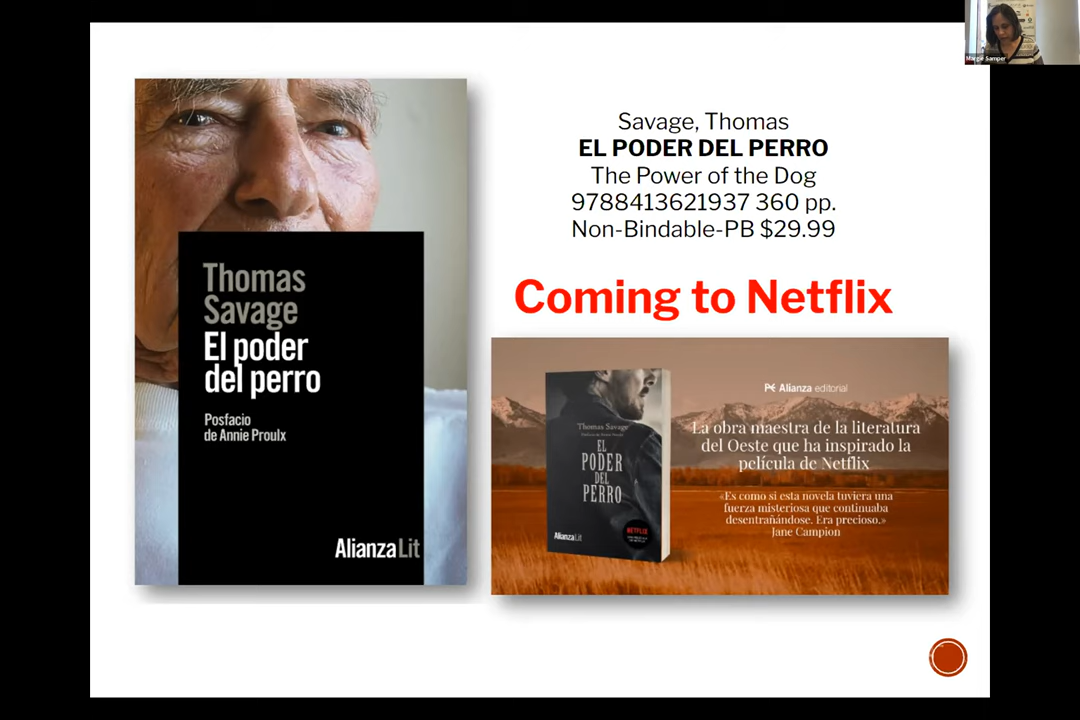 Margie Samper
Savage, Thomas
EL PODER DEL PERRO
The Power of the Dog
9788413621937 360 pp.
Non-Bindable-PB $29.99
Coming to Netflix
Thomas
Savage
El poder
del perro
Posfacio
de Annie Proulx
AlianzaLit
Thomas Savage
EL
PODER
DEL
PERRO
NETFLIX
AlianzaLit
Alianza editorial
La obra maestra de la literatura
del Oeste que ha inspirado la
película de Netflix
«Es como si esta novela tuviera una
fuerza misteriosa que continuaba
desentrañándose. Era precioso.»
Jane Campion